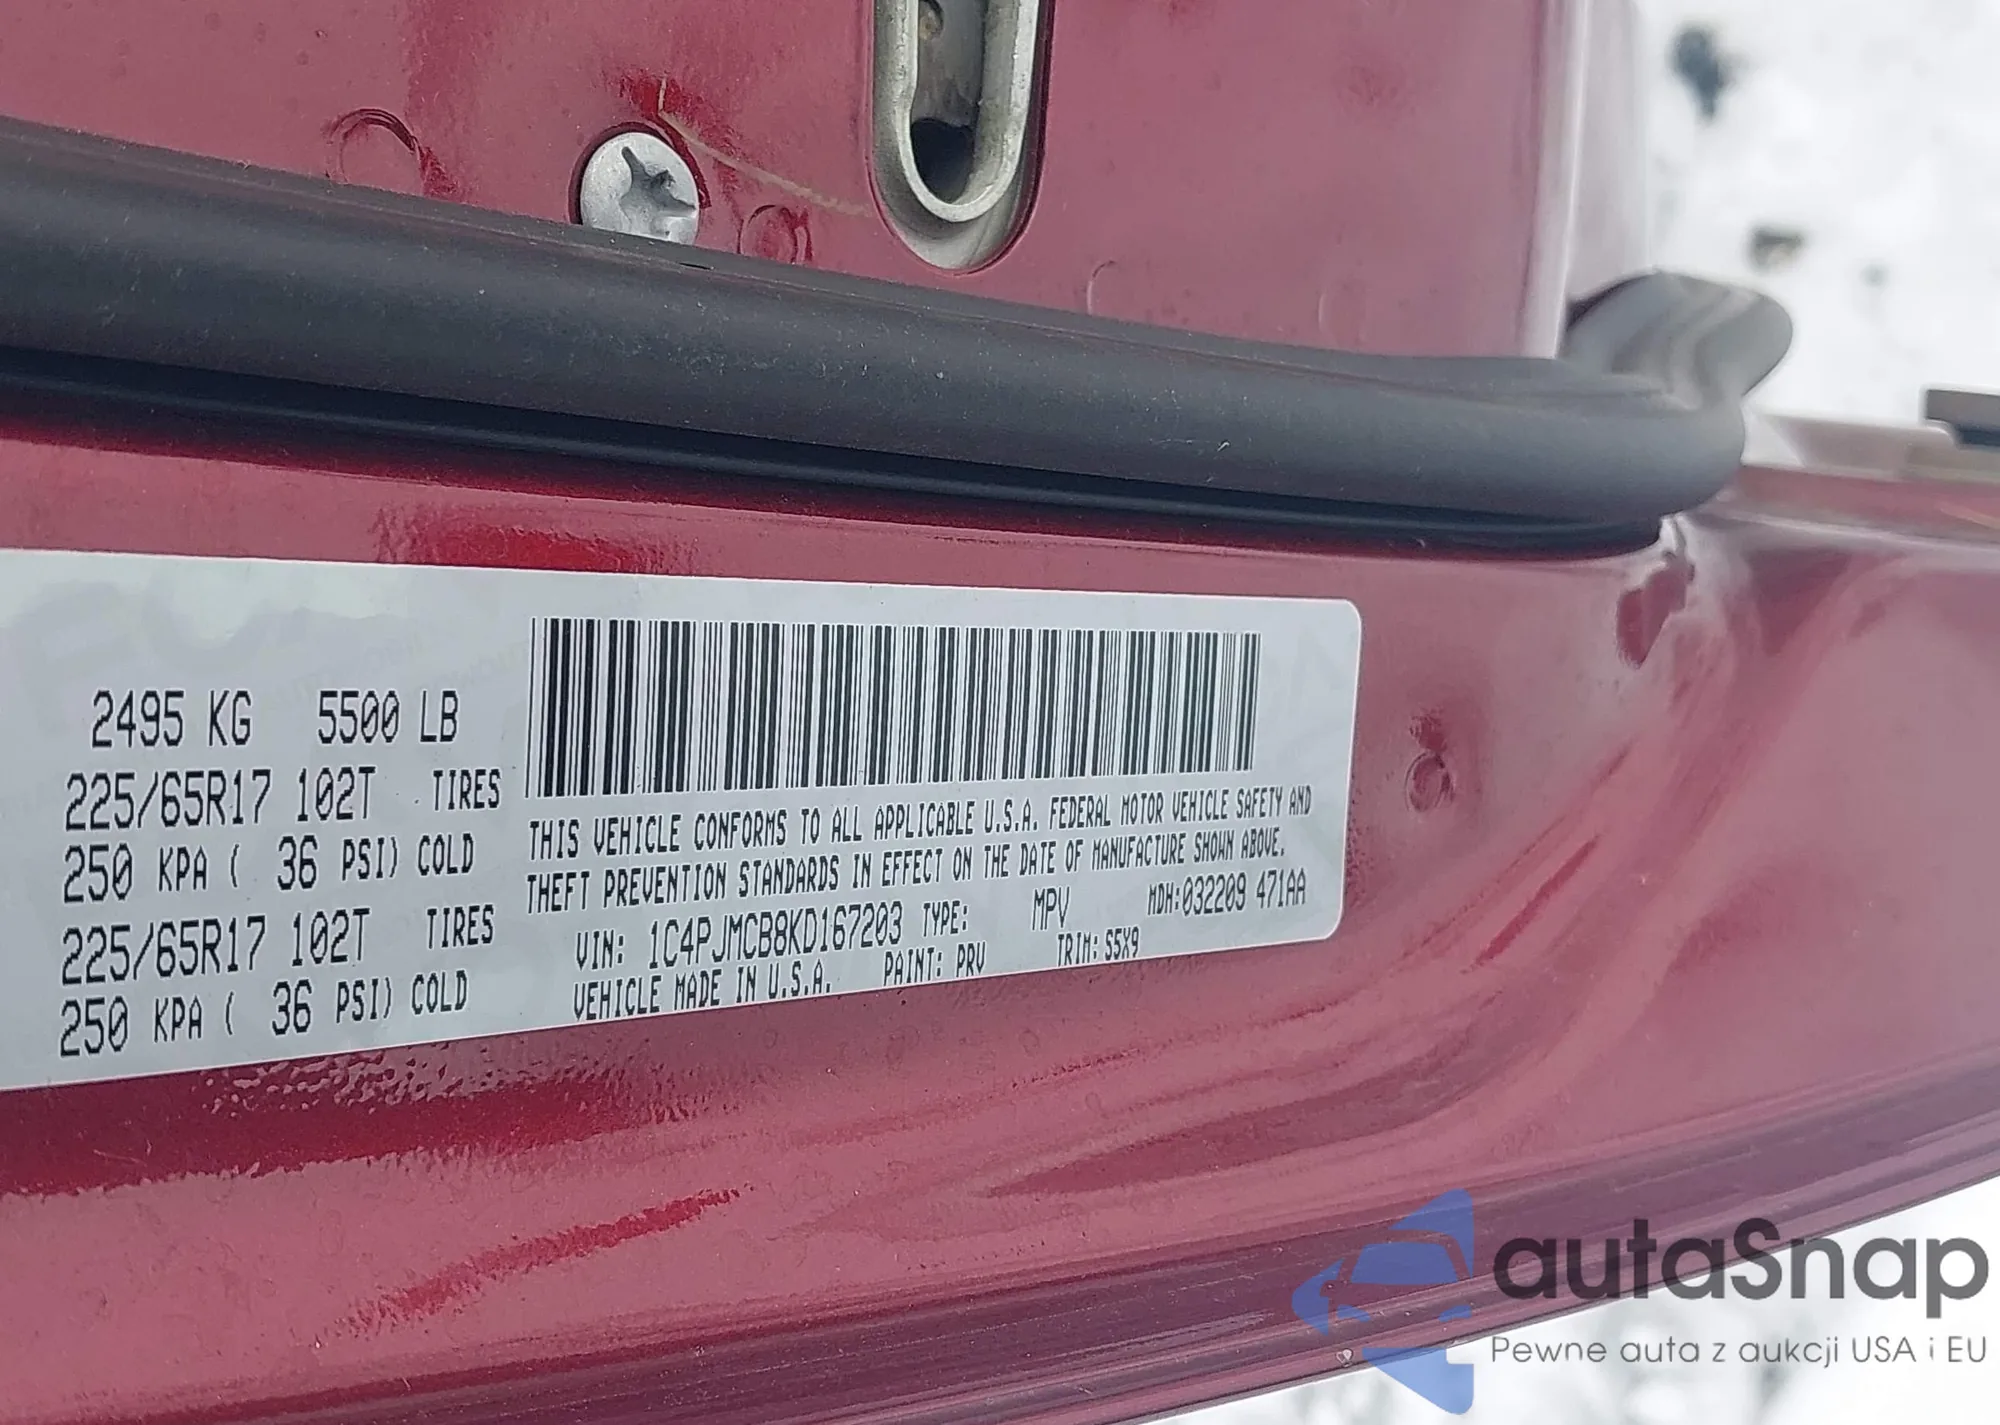 2495 KG 5500 LB
225/65R17 102T TIRES
250 KPA ( 36 PSI) COLD
225/65R17 102T TIRES
250 KPA ( 36 PSI) COLD
THIS VEHICLE CONFORMS TO ALL APPLICABLE U.S.A. FEDERAL MOTOR VEHICLE SAFETY AND
THEFT PREVENTION STANDARDS IN EFFECT ON THE DATE OF MANUFACTURE SHOWN ABOVE.
VIN: 1C4PJMCB8KD167203 TYPE: MPV MDH:032209 471AA
VEHICLE MADE IN U.S.A. PAINT: PRV TRIM: S5X9
autaSnap
Pewne auta z aukcji USA i EU